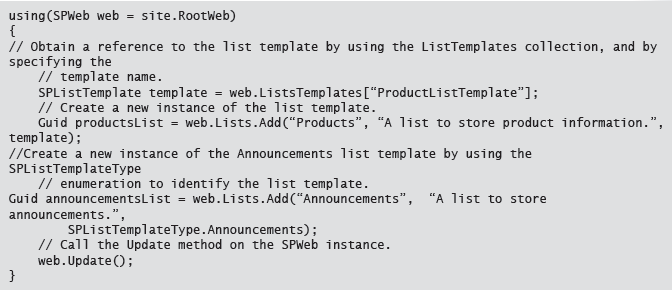 using(SPWeb web = site.RootWeb)
{
// Obtain a reference to the list template by using the ListTemplates collection, and by
specifying the
// template name.
SPListTemplate template = web.ListsTemplates[“ProductListTemplate”];
// Create a new instance of the list template.
Guid productsList = web.Lists.Add(“Products”, “A list to store product information.”,
template);
//Create a new instance of the Announcements list template by using the
SPListTemplateType
// enumeration to identify the list template.
Guid announcementsList = web.Lists.Add(“Announcements”, “A list to store
announcements.”,
SPListTemplateType.Announcements);
// Call the Update method on the SPWeb instance.
web.Update();
}